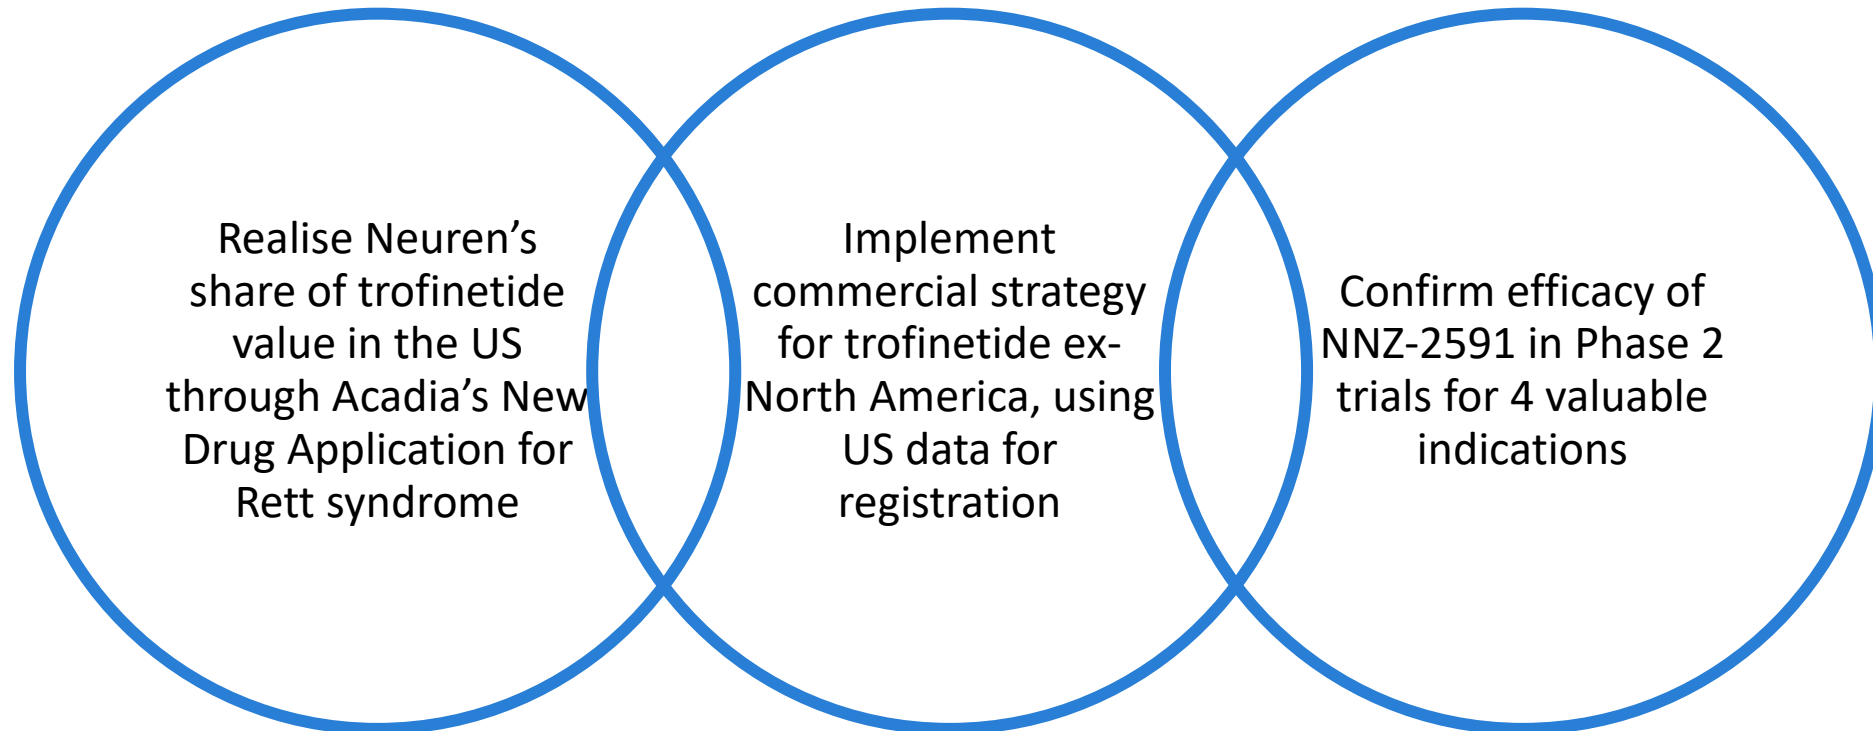 Realise Neuren’s
share of trofinetide
value in the US
through Acadia’s New
Drug Application for
Rett syndrome
Implement
commercial strategy
for trofinetide ex-
North America, using
US data for
registration
Confirm efficacy of
NNZ-2591 in Phase 2
trials for 4 valuable
indications